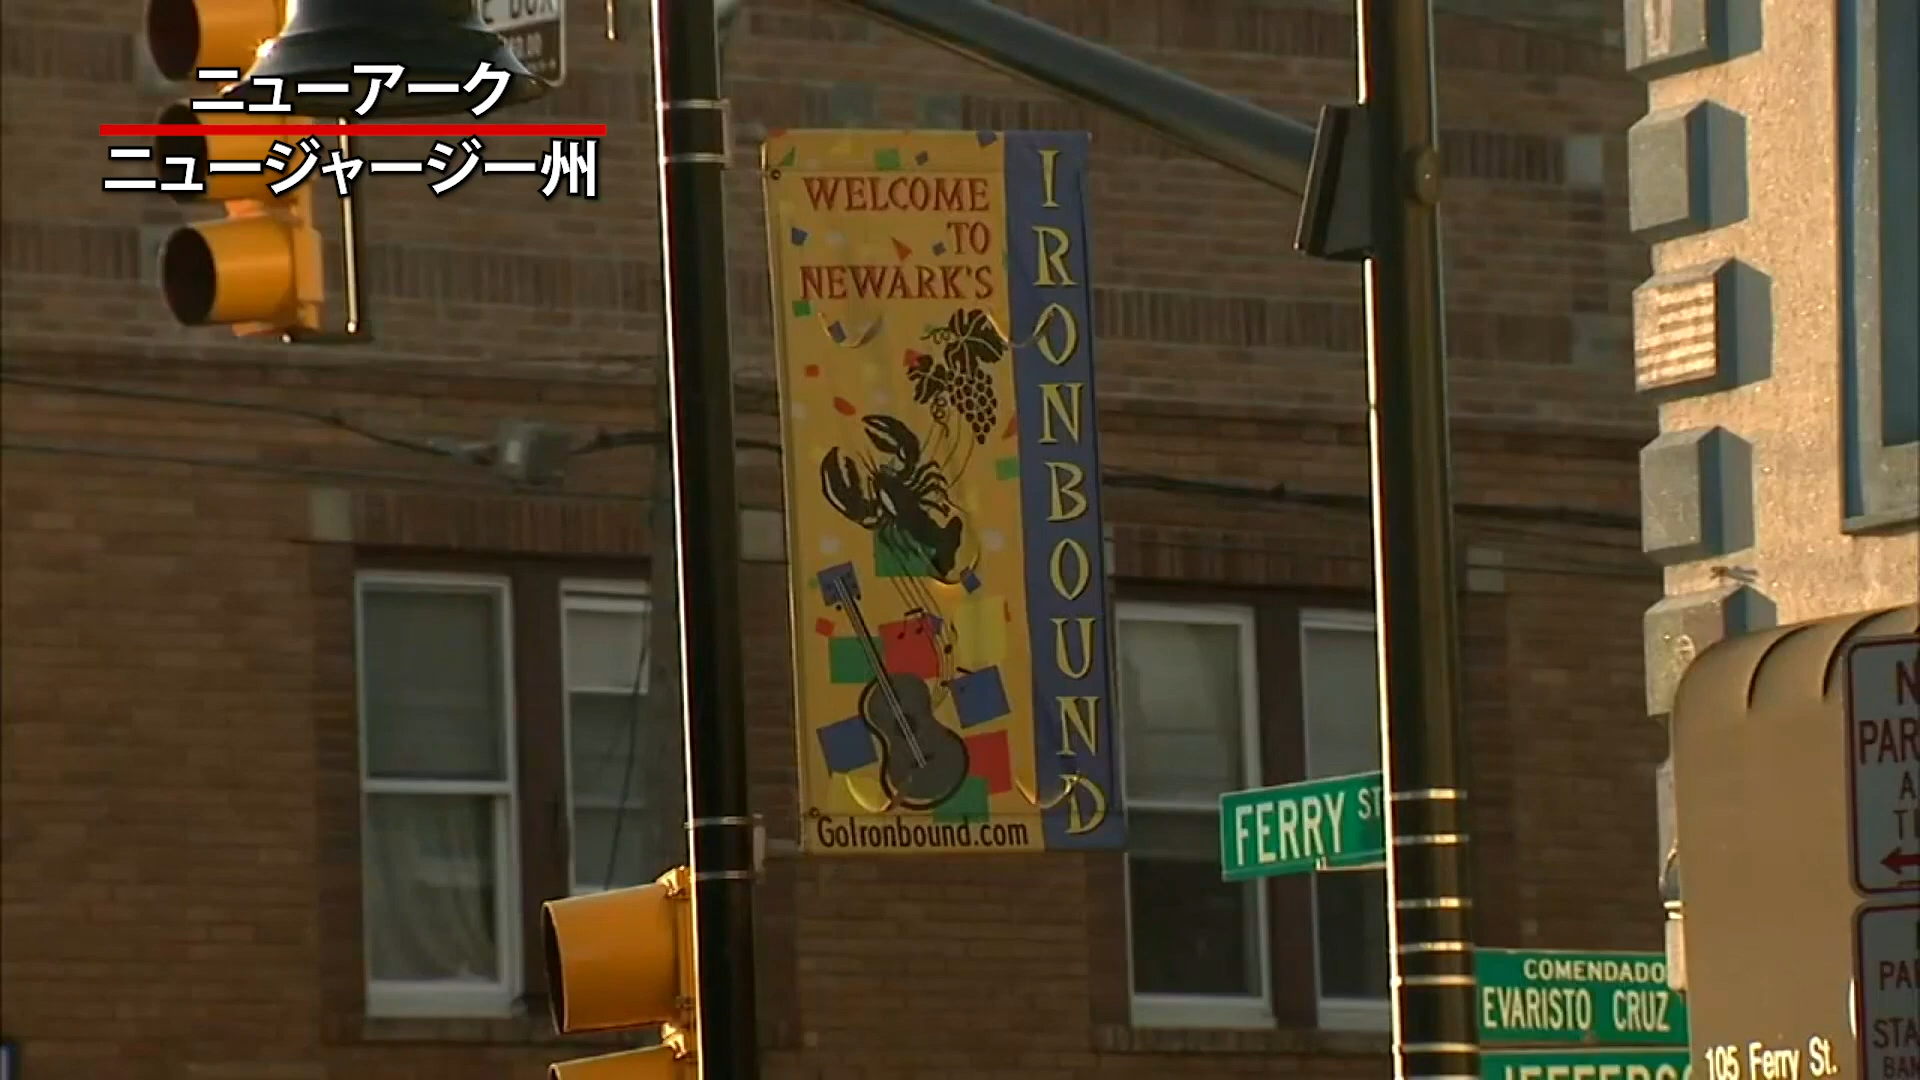 ニューアーク
ニュージャージー州
WELCOME
TO
NEWARK'S
IRONBOUND
GoIronbound.com
FERRY ST
COMENDADO
EVARISTO CRUZ
105 Ferry St.